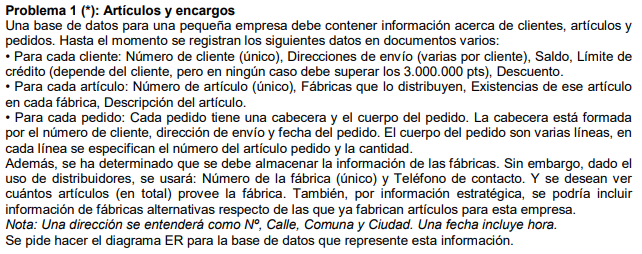 Problema 1 (*): Artículos y encargos
Una base de datos para una pequeña empresa debe contener información acerca de clientes, artículos y
pedidos. Hasta el momento se registran los siguientes datos en documentos varios:
• Para cada cliente: Número de cliente (único), Direcciones de envío (varias por cliente), Saldo, Límite de
crédito (depende del cliente, pero en ningún caso debe superar los 3.000.000 pts), Descuento.
• Para cada artículo: Número de artículo (único), Fábricas que lo distribuyen, Existencias de ese artículo
en cada fábrica, Descripción del artículo.
• Para cada pedido: Cada pedido tiene una cabecera y el cuerpo del pedido. La cabecera está formada
por el número de cliente, dirección de envío y fecha del pedido. El cuerpo del pedido son varias líneas, en
cada línea se especifican el número del artículo pedido y la cantidad.
Además, se ha determinado que se debe almacenar la información de las fábricas. Sin embargo, dado el
uso de distribuidores, se usará: Número de la fábrica (único) y Teléfono de contacto. Y se desean ver
cuántos artículos (en total) provee la fábrica. También, por información estratégica, se podría incluir
información de fábricas alternativas respecto de las que ya fabrican artículos para esta empresa.
Nota: Una dirección se entenderá como Nº, Calle, Comuna y Ciudad. Una fecha incluye hora.
Se pide hacer el diagrama ER para la base de datos que represente esta información.